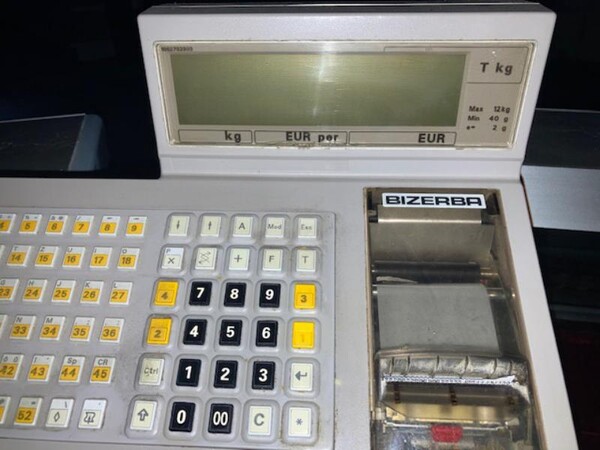 T kg
Max 12kg
Min 40 g
e= 2 g
kg EUR per EUR
BIZERBA
4 5 6 7 8 9
A Mod Esc
14 15 16 17 18
P X + F T
23 24 25 26 27
4 7 8 9 3
33 34 35 36
2 4 5 6 1
42 43 Sp 44 CR 45
Ctrl 1 2 3
52
0 00 C *